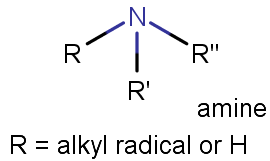 N
R R"
R'
amine
R = alkyl radical or H